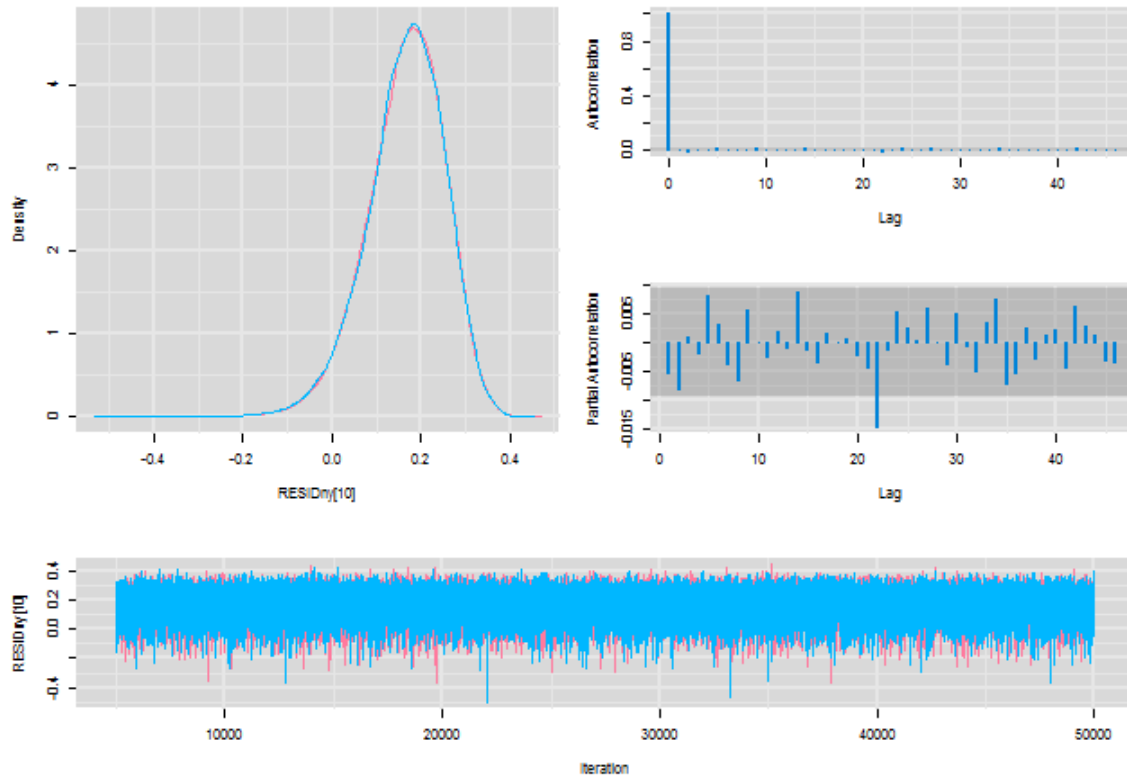 Density
0 1 2 3 4
−0.4 −0.2 0.0 0.2 0.4
RESIDny[10]
Autocorrelation
0.0 0.4 0.8
0 10 20 30 40
Lag
Partial Autocorrelation
−0.015 −0.005 0.005
0 10 20 30 40
Lag
RESIDny[10]
−0.4 0.0 0.2 0.4
10000 20000 30000 40000 50000
Iteration